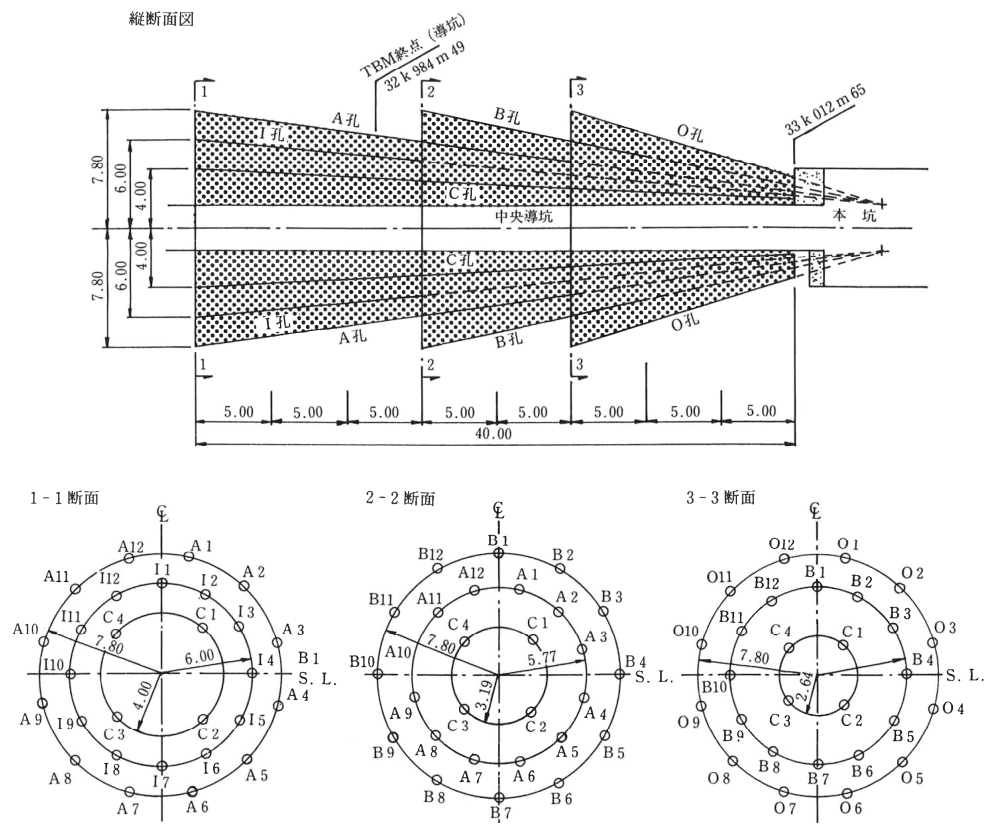 縦断面図
TBM終点（導坑）
32k984m49
33k012m65
1
2
3
A孔
B孔
O孔
I孔
C孔
7.80
6.00
4.00
中央導坑
本 坑
4.00
6.00
7.80
C孔
I孔
A孔
B孔
O孔
1
2
3
5.00 5.00 5.00 5.00 5.00 5.00 5.00 5.00
40.00
1-1断面
℄
A12 A1
A11 I12 I1 I2 A2
A10 I11 C4 C1 I3 A3
7.80 6.00 I4 B1
I10 S.L.
4.00 A4
A9 I9 C3 C2 I5
A8 I8 I7 I6 A5
A7 A6
2-2断面
℄
B1
B12 B2
B11 A12 A1 B3
A11 A2
C4 C1
A10 7.80 A3
B10 5.77 B4
S.L.
3.19
A9 C3 C2 A4
B9 A8 A5 B5
A7 A6
B8 B6
B7
3-3断面
℄
O12 O1
O11 B12 B1 B2 O2
O10 B11 C4 C1 B3 O3
7.80 B4
B10 2.64 S.L.
O9 B9 C3 C2 B5 O4
O8 B8 B7 B6 O5
O7 O6